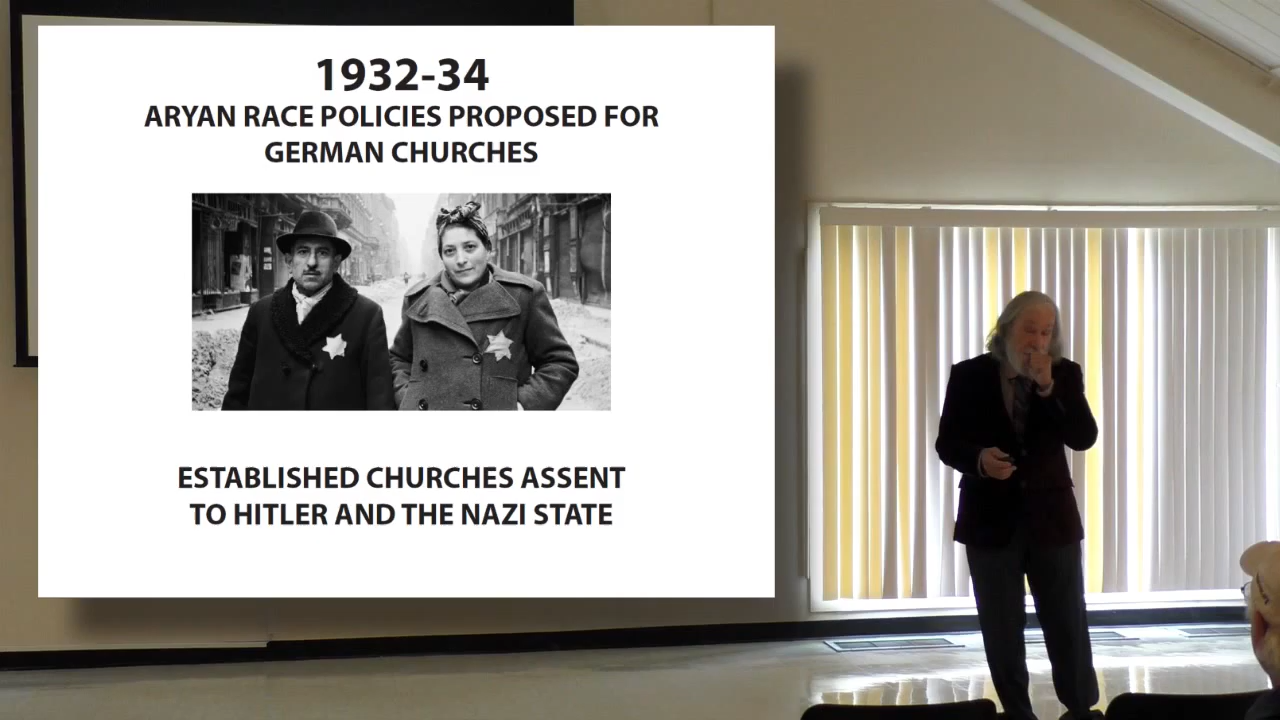 1932-34
ARYAN RACE POLICIES PROPOSED FOR
GERMAN CHURCHES
ESTABLISHED CHURCHES ASSENT
TO HITLER AND THE NAZI STATE